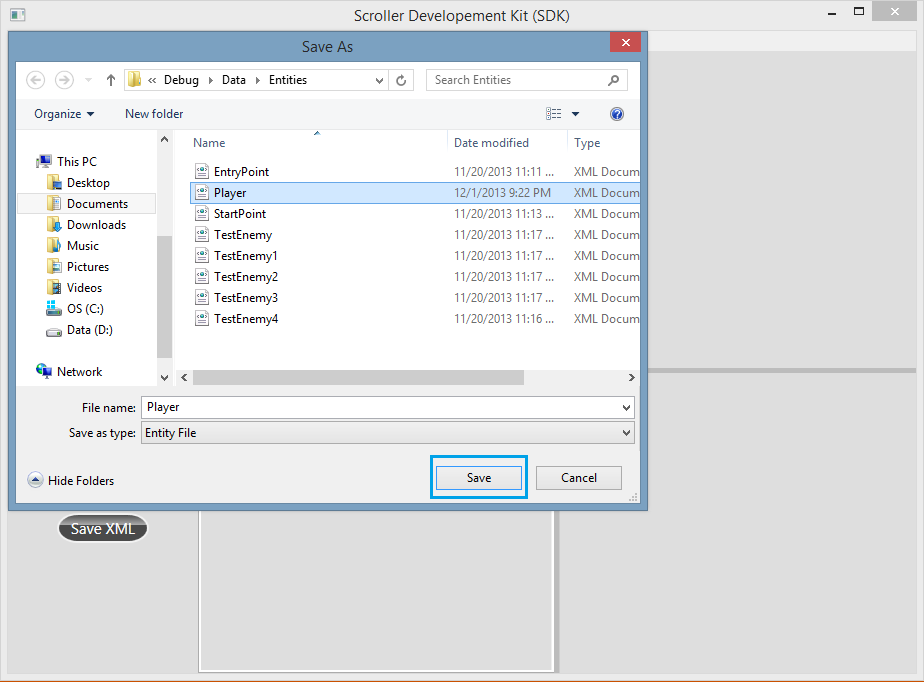 Scroller Developement Kit (SDK)
Save As
« Debug Data Entities
Search Entities
Organize
New folder
Name Date modified Type
This PC
Desktop
Documents
Downloads
Music
Pictures
Videos
OS (C:)
Data (D:)
Network
EntryPoint 11/20/2013 11:11 ... XML Docum
Player 12/1/2013 9:22 PM XML Docum
StartPoint 11/20/2013 11:13 ... XML Docum
TestEnemy 11/20/2013 11:17 ... XML Docum
TestEnemy1 11/20/2013 11:17 ... XML Docum
TestEnemy2 11/20/2013 11:17 ... XML Docum
TestEnemy3 11/20/2013 11:17 ... XML Docum
TestEnemy4 11/20/2013 11:16 ... XML Docum
File name: Player
Save as type: Entity File
Hide Folders
Save
Cancel
Save XML